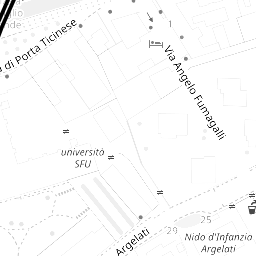 di Porta Ticinese
1
Via Angelo Fumagalli
università
SFU
25
29
Argelati
Nido d'Infanzia
Argelati